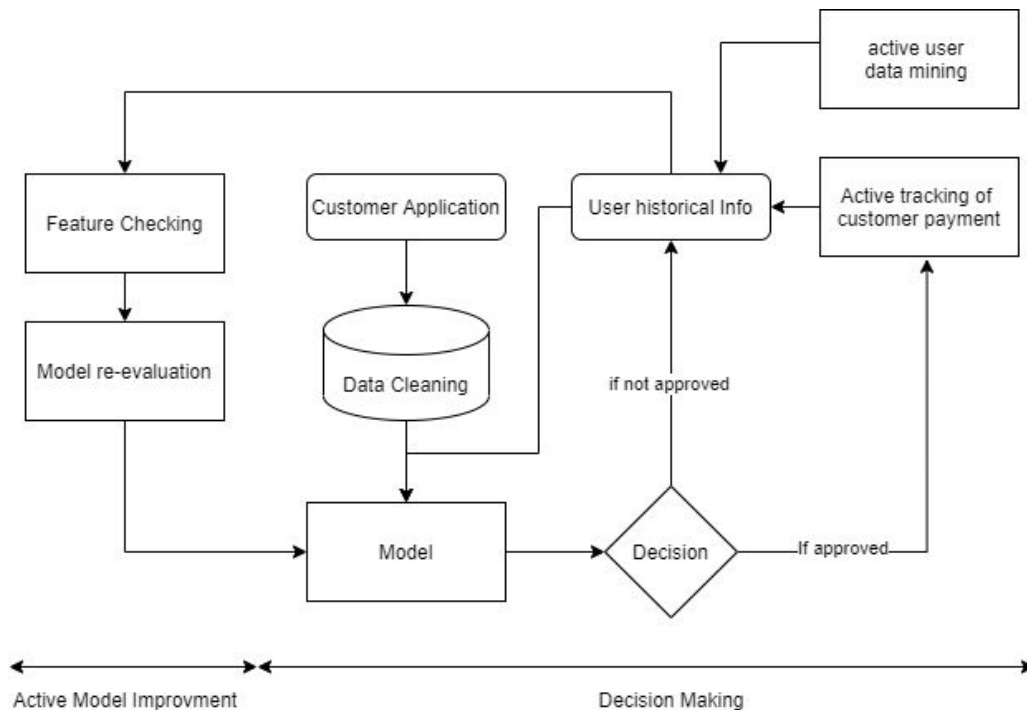 active user
data mining
Feature Checking
Customer Application
User historical Info
Active tracking of
customer payment
Model re-evaluation
Data Cleaning
if not approved
Model
Decision
If approved
Active Model Improvment
Decision Making